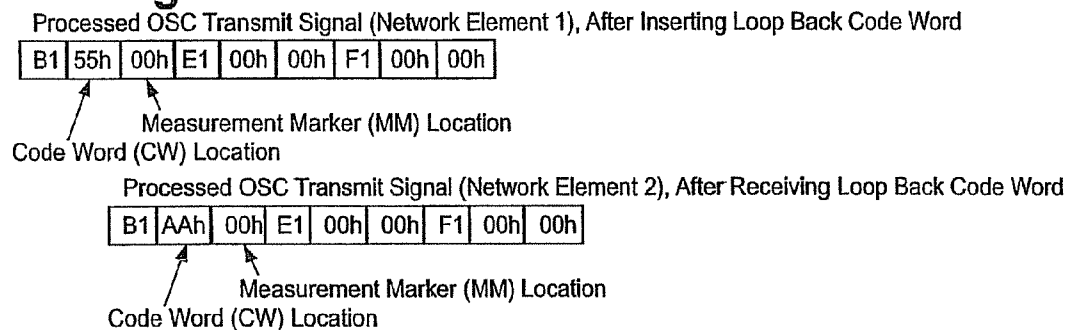 Processed OSC Transmit Signal (Network Element 1), After Inserting Loop Back Code Word
B1 55h 00h E1 00h 00h F1 00h 00h
Measurement Marker (MM) Location
Code Word (CW) Location
Processed OSC Transmit Signal (Network Element 2), After Receiving Loop Back Code Word
B1 AAh 00h E1 00h 00h F1 00h 00h
Measurement Marker (MM) Location
Code Word (CW) Location